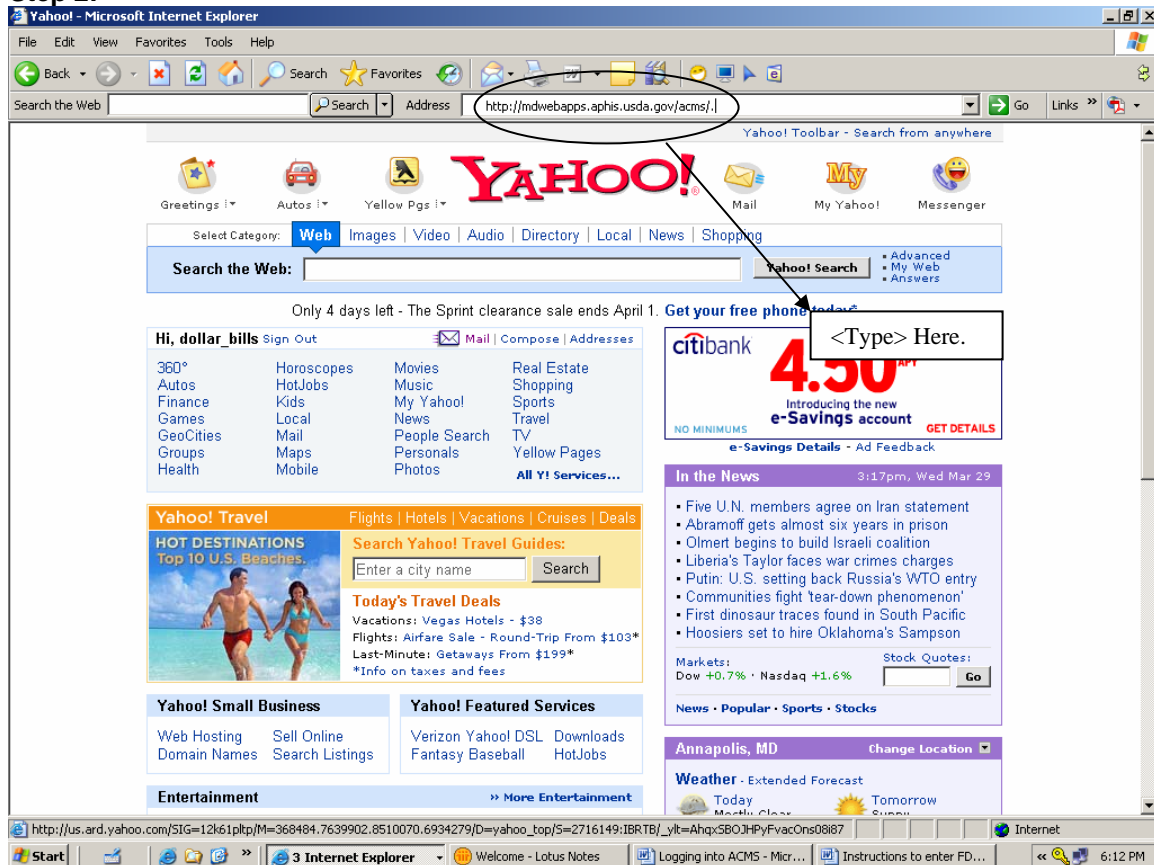 Yahoo! - Microsoft Internet Explorer
File Edit View Favorites Tools Help
Back Search Favorites
Search the Web Search Address http://mdwebapps.aphis.usda.gov/acms/. Go Links »
Yahoo! Toolbar - Search from anywhere
Greetings Autos Yellow Pgs YAHOO! Mail My Yahoo! Messenger
My
Select Category: Web Images | Video | Audio | Directory | Local | News | Shopping
Search the Web: Yahoo! Search
• Advanced
• My Web
• Answers
Only 4 days left - The Sprint clearance sale ends April 1. Get your free phone today*
<Type> Here.
Hi, dollar_bills Sign Out Mail | Compose | Addresses
360° Horoscopes Movies Real Estate
Autos HotJobs Music Shopping
Finance Kids My Yahoo! Sports
Games Local News Travel
GeoCities Mail People Search TV
Groups Maps Personals Yellow Pages
Health Mobile Photos All Y! Services...
citibank
4.50 APY
Introducing the new
e-Savings account
NO MINIMUMS GET DETAILS
e-Savings Details - Ad Feedback
In the News 3:17pm, Wed Mar 29
• Five U.N. members agree on Iran statement
• Abramoff gets almost six years in prison
• Olmert begins to build Israeli coalition
• Liberia's Taylor faces war crimes charges
• Putin: U.S. setting back Russia's WTO entry
• Communities fight 'tear-down phenomenon'
• First dinosaur traces found in South Pacific
• Hoosiers set to hire Oklahoma's Sampson
Markets: Stock Quotes:
Dow +0.7% · Nasdaq +1.6% Go
News · Popular · Sports · Stocks
Yahoo! Travel Flights | Hotels | Vacations | Cruises | Deals
HOT DESTINATIONS
Top 10 U.S. Beaches.
Search Yahoo! Travel Guides:
Enter a city name Search
Today's Travel Deals
Vacations: Vegas Hotels - $38
Flights: Airfare Sale - Round-Trip From $103*
Last-Minute: Getaways From $199*
*Info on taxes and fees
Yahoo! Small Business
Web Hosting Sell Online
Domain Names Search Listings
Yahoo! Featured Services
Verizon Yahoo! DSL Downloads
Fantasy Baseball HotJobs
Entertainment » More Entertainment
Annapolis, MD Change Location
Weather - Extended Forecast
Today Tomorrow
Mostly Clear Sunny
http://us.ard.yahoo.com/SIG=12k61pltp/M=368484.7639902.8510070.6934279/D=yahoo_top/S=2716149:IBRTB/_ylt=AhqxSBOJHPyFvacOns08i87 Internet
Start » 3 Internet Explorer Welcome - Lotus Notes Logging into ACMS - Micr... Instructions to enter FD... « 6:12 PM